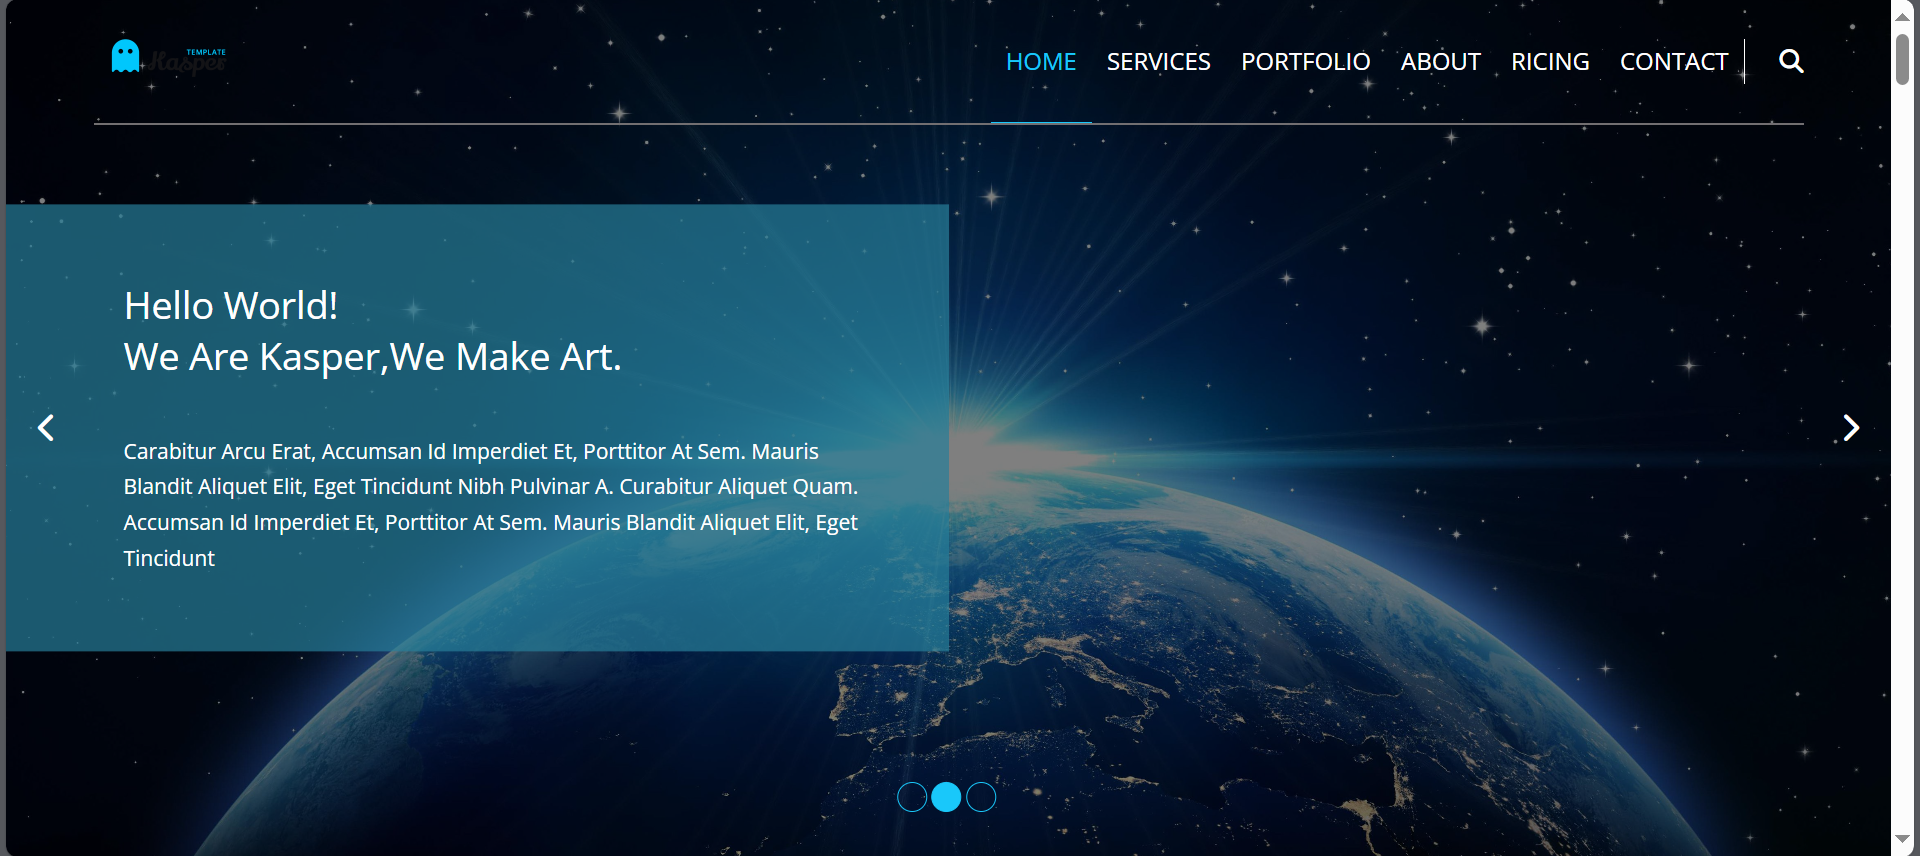 TEMPLATE
Kasper
HOME SERVICES PORTFOLIO ABOUT RICING CONTACT
Hello World!
We Are Kasper,We Make Art.
Carabitur Arcu Erat, Accumsan Id Imperdiet Et, Porttitor At Sem. Mauris
Blandit Aliquet Elit, Eget Tincidunt Nibh Pulvinar A. Curabitur Aliquet Quam.
Accumsan Id Imperdiet Et, Porttitor At Sem. Mauris Blandit Aliquet Elit, Eget
Tincidunt